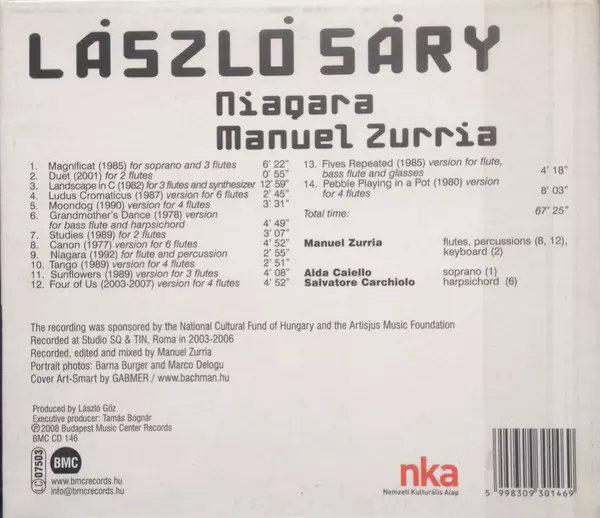 LÁSZLÓ SÁRY
Niagara
Manuel Zurria
1. Magnificat (1985) for soprano and 3 flutes 6' 22"
2. Duet (2001) for 2 flutes 0' 55"
3. Landscape in C (1982) for 3 flutes and synthesizer 12' 59"
4. Ludus Cromaticus (1987) version for 6 flutes 2' 45"
5. Moondog (1990) version for 4 flutes 3' 31"
6. Grandmother's Dance (1978) version
for bass flute and harpsichord 4' 49"
7. Studies (1989) for 2 flutes 3' 07"
8. Canon (1977) version for 6 flutes 4' 52"
9. Niagara (1992) for flute and percussion 2' 55"
10. Tango (1989) version for 4 flutes 2' 51"
11. Sunflowers (1989) version for 3 flutes 4' 08"
12. Four of Us (2003-2007) version for 4 flutes 4' 52"
13. Fives Repeated (1985) version for flute,
bass flute and glasses 4' 18"
14. Pebble Playing in a Pot (1980) version
for 4 flutes 8' 03"
Total time: 67' 25"
Manuel Zurria flutes, percussions (8, 12),
keyboard (2)
Alda Caiello soprano (1)
Salvatore Carchiolo harpsichord (6)
The recording was sponsored by the National Cultural Fund of Hungary and the Artisjus Music Foundation
Recorded at Studio SQ & TIN, Roma in 2003-2006
Recorded, edited and mixed by Manuel Zurria
Portrait photos: Barna Burger and Marco Delogu
Cover Art-Smart by GABMER / www.bachman.hu
Produced by László Göz
Executive producer: Tamás Bognár
℗2008 Budapest Music Center Records
BMC CD 146
LC 07503
BMC
www.bmcrecords.hu
info@bmcrecords.hu
nka
Nemzeti Kulturális Alap
5 998309 301469